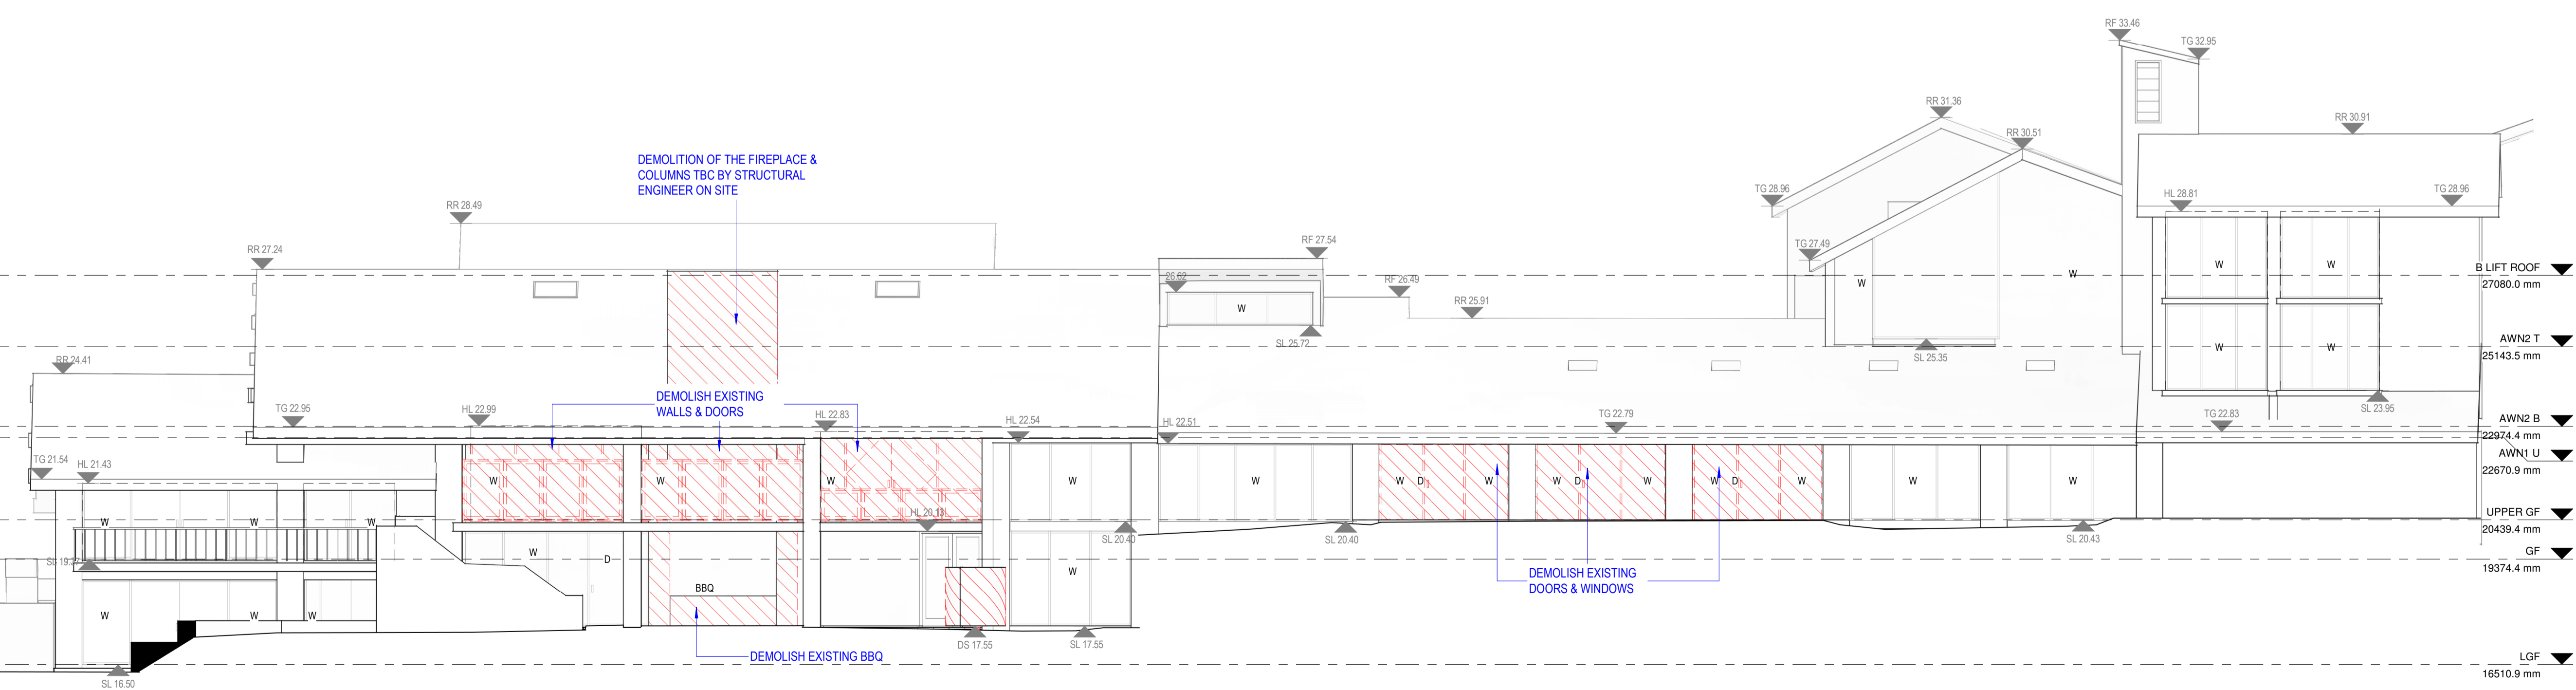 RF 33.46
TG 32.95
RR 31.36
RR 30.91
RR 30.51
DEMOLITION OF THE FIREPLACE &
COLUMNS TBC BY STRUCTURAL
ENGINEER ON SITE
TG 28.96
HL 28.81
TG 28.96
RR 28.49
RF 27.54
TG 27.49
RR 27.24
W
W
B LIFT ROOF
27080.0 mm
26.62
RF 26.49
W
W
W
RR 25.91
SL 25.72
AWN2 T
25143.5 mm
W
W
RR 24.41
SL 25.35
DEMOLISH EXISTING
WALLS & DOORS
SL 23.95
TG 22.95
HL 22.99
HL 22.83
HL 22.54
HL 22.51
TG 22.79
TG 22.83
AWN2 B
22974.4 mm
AWN1 U
22670.9 mm
TG 21.54
HL 21.43
W
W
W
W
W
W
D
W
W
D
W
W
D
W
W
W
W
W
W
HL 20.13
UPPER GF
20439.4 mm
SL 20.40
SL 20.40
SL 20.43
W
D
GF
19374.4 mm
W
DEMOLISH EXISTING
DOORS & WINDOWS
BBQ
W
W
W
DS 17.55
SL 17.55
DEMOLISH EXISTING BBQ
LGF
16510.9 mm
SL 16.50